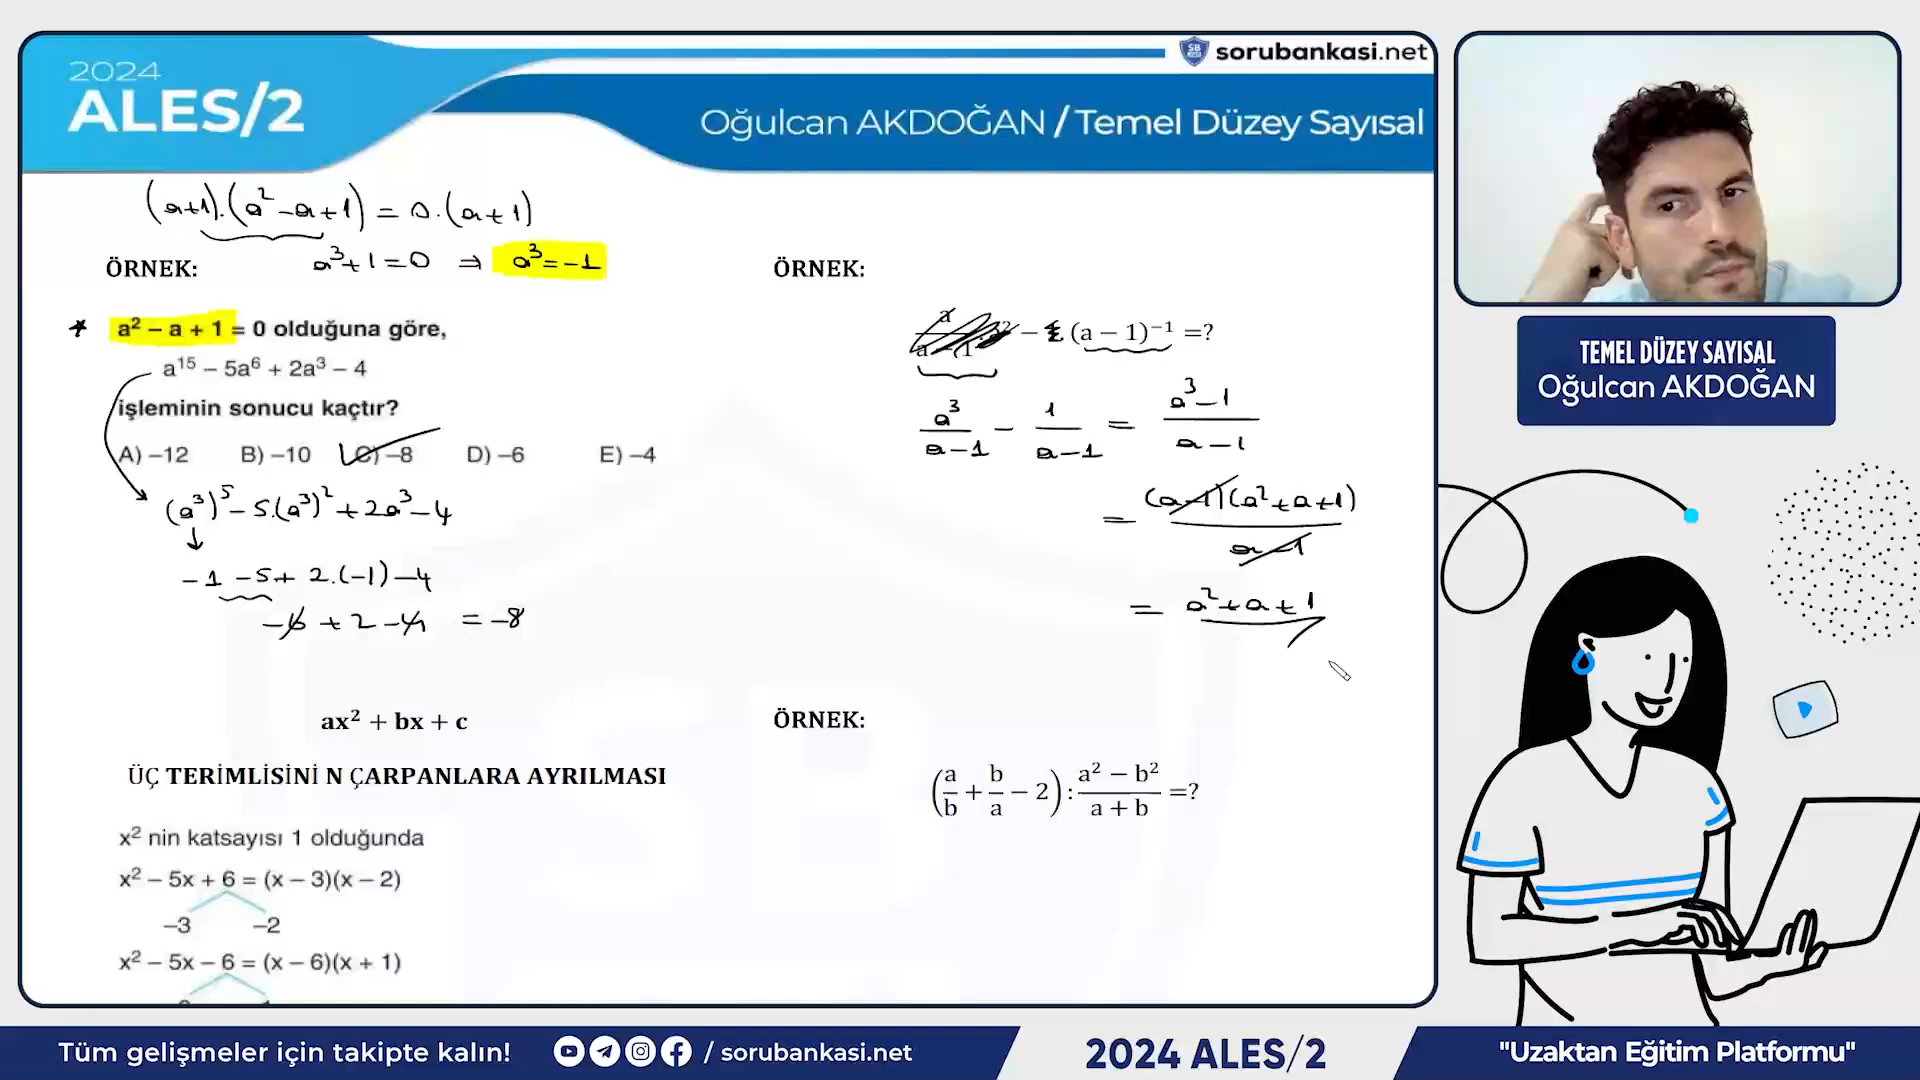 2024
ALES/2
SB
sorubankasi.net
Oğulcan AKDOĞAN / Temel Düzey Sayısal
(a+1).(a²-a+1) = 0.(a+1)
a³+1=0 ⇒ a³=-1
ÖRNEK:
a² − a + 1 = 0 olduğuna göre,
a¹⁵ − 5a⁶ + 2a³ − 4
işleminin sonucu kaçtır?
A) −12 B) −10 C) −8 D) −6 E) −4
(a³)⁵ - 5.(a³)² + 2a³ - 4
-1 -5 + 2.(-1) - 4
-6 + 2 - 4 = -8
ax² + bx + c
ÜÇ TERİMLİSİNİ N ÇARPANLARA AYRILMASI
x² nin katsayısı 1 olduğunda
x² − 5x + 6 = (x − 3)(x − 2)
−3 −2
x² − 5x − 6 = (x − 6)(x + 1)
ÖRNEK:
− (a − 1)⁻¹ =?
a³/(a-1) - 1/(a-1) = (a³-1)/(a-1)
= (a-1)(a²+a+1)/(a-1)
= a²+a+1
ÖRNEK:
(a/b + b/a − 2) : (a² − b²)/(a + b) =?
TEMEL DÜZEY SAYISAL
Oğulcan AKDOĞAN
Tüm gelişmeler için takipte kalın! / sorubankasi.net
2024 ALES/2
"Uzaktan Eğitim Platformu"